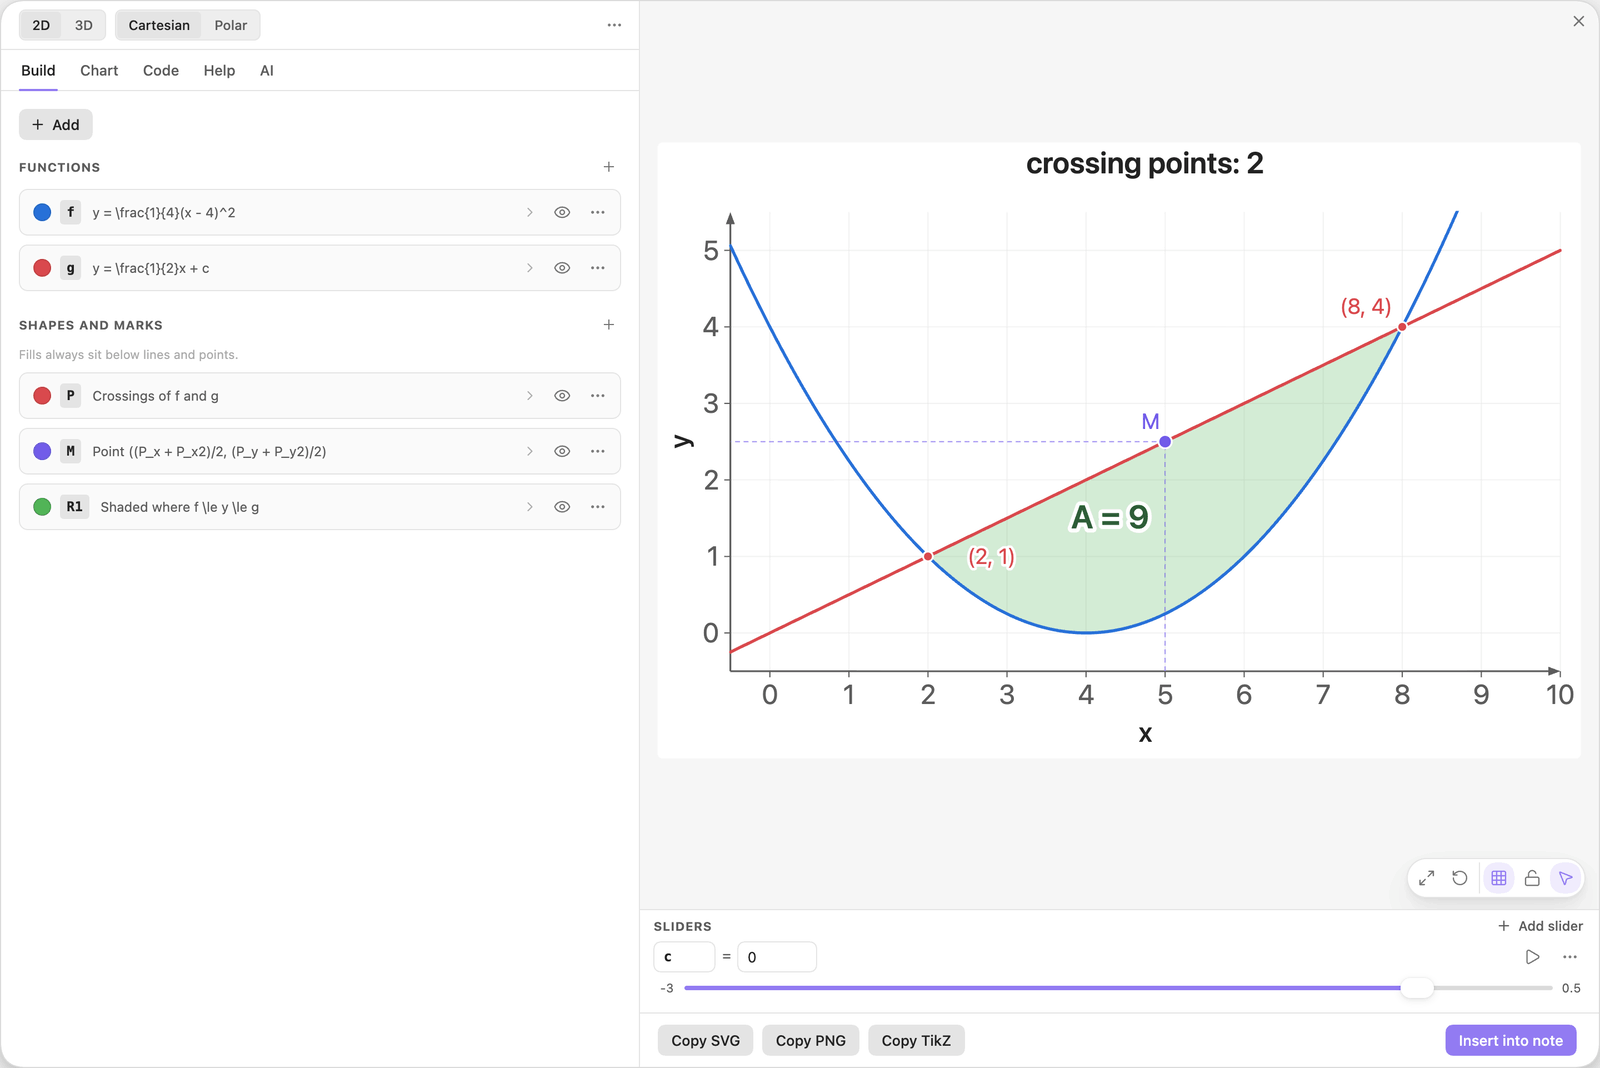 2D 3D Cartesian Polar
Build Chart Code Help AI
+ Add
FUNCTIONS
f y = \frac{1}{4}(x - 4)^2
g y = \frac{1}{2}x + c
SHAPES AND MARKS
Fills always sit below lines and points.
P Crossings of f and g
M Point ((P_x + P_x2)/2, (P_y + P_y2)/2)
R1 Shaded where f \le y \le g
crossing points: 2
5
4
3
2
1
0
y
(8, 4)
M
A = 9
(2, 1)
0 1 2 3 4 5 6 7 8 9 10
x
SLIDERS
+ Add slider
c = 0
-3 0.5
Copy SVG Copy PNG Copy TikZ
Insert into note